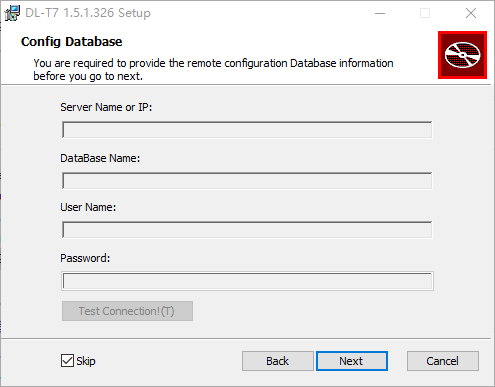 DL-T7 1.5.1.326 Setup
Config Database
You are required to provide the remote configuration Database information
before you go to next.
Server Name or IP:
DataBase Name:
User Name:
Password:
Test Connection!(T)
Skip
Back
Next
Cancel